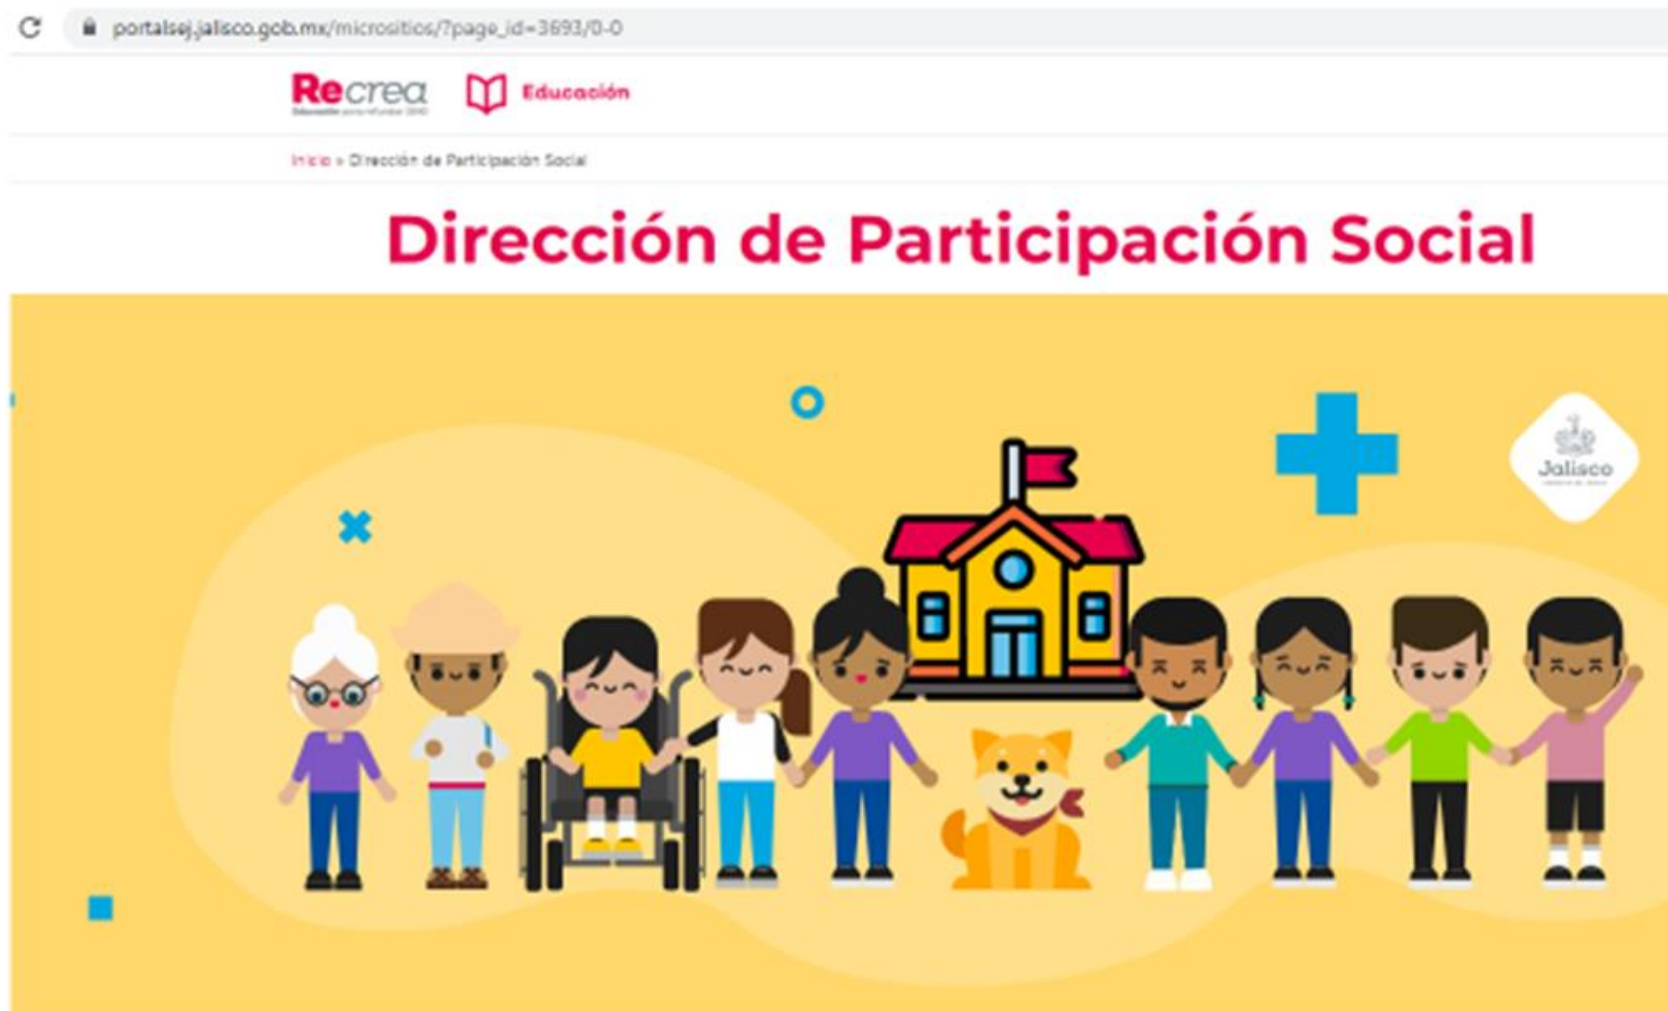 portalsej.jalisco.gob.mx/micrositios/?page_id=3693/0-0
Recrea
Educación
Inicio » Dirección de Participación Social
Dirección de Participación Social
Jalisco